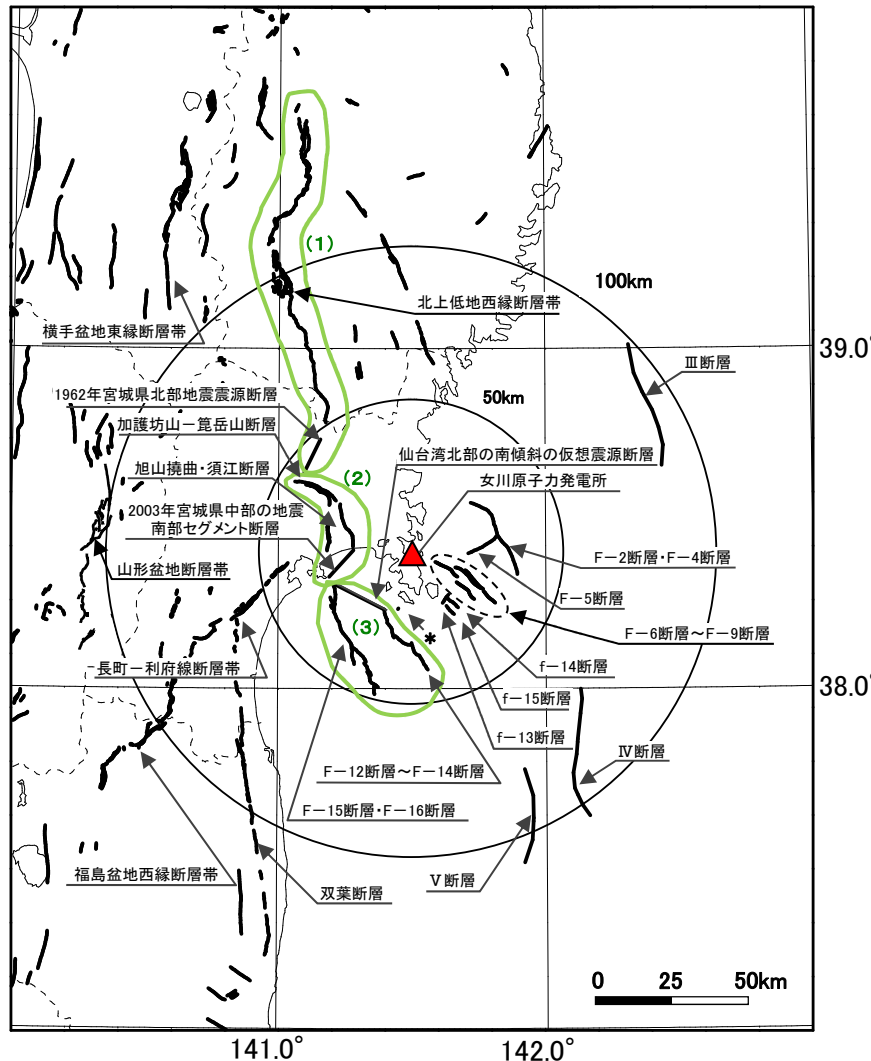 (1)
100km
北上低地西縁断層帯
横手盆地東縁断層帯
39.0°
Ⅲ断層
50km
1962年宮城県北部地震震源断層
加護坊山－箟岳山断層
仙台湾北部の南傾斜の仮想震源断層
旭山撓曲・須江断層
(2)
女川原子力発電所
2003年宮城県中部の地震
南部セグメント断層
F－2断層・F－4断層
山形盆地断層帯
F－5断層
(3)
*
F－6断層～F－9断層
長町－利府線断層帯
f－14断層
38.0°
f－15断層
f－13断層
Ⅳ断層
F－12断層～F－14断層
F－15断層・F－16断層
福島盆地西縁断層帯
双葉断層
Ⅴ断層
0 25 50km
141.0°
142.0°